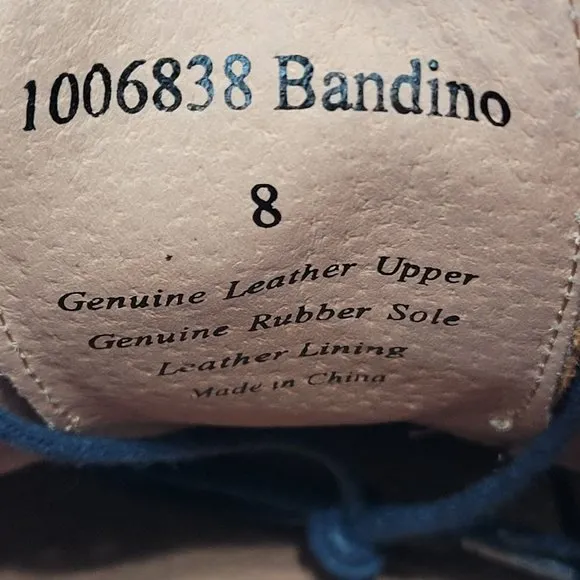 1006838 Bandino
8
Genuine Leather Upper
Genuine Rubber Sole
Leather Lining
Made in China